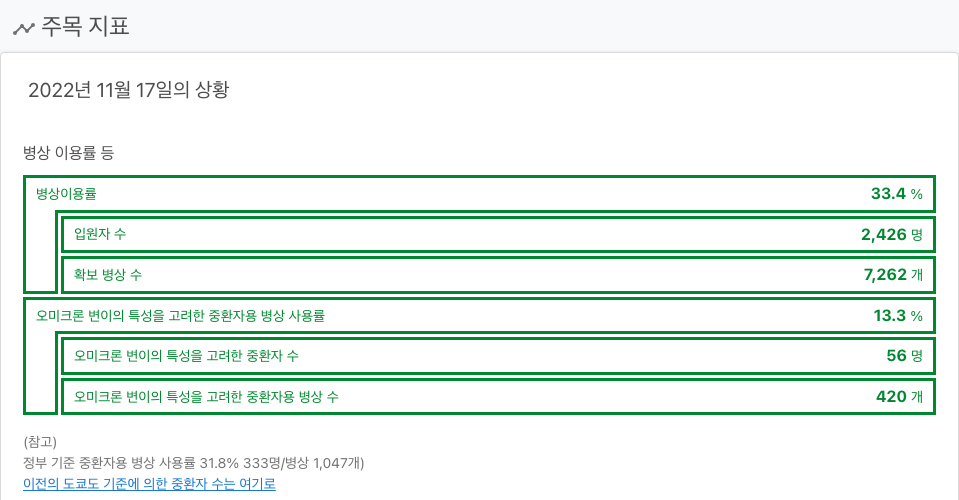 주목 지표
2022년 11월 17일의 상황
병상 이용률 등
병상이용률 33.4 %
입원자 수 2,426 명
확보 병상 수 7,262 개
오미크론 변이의 특성을 고려한 중환자용 병상 사용률 13.3 %
오미크론 변이의 특성을 고려한 중환자 수 56 명
오미크론 변이의 특성을 고려한 중환자용 병상 수 420 개
(참고)
정부 기준 중환자용 병상 사용률 31.8% 333명/병상 1,047개)
이전의 도쿄도 기준에 의한 중환자 수는 여기로